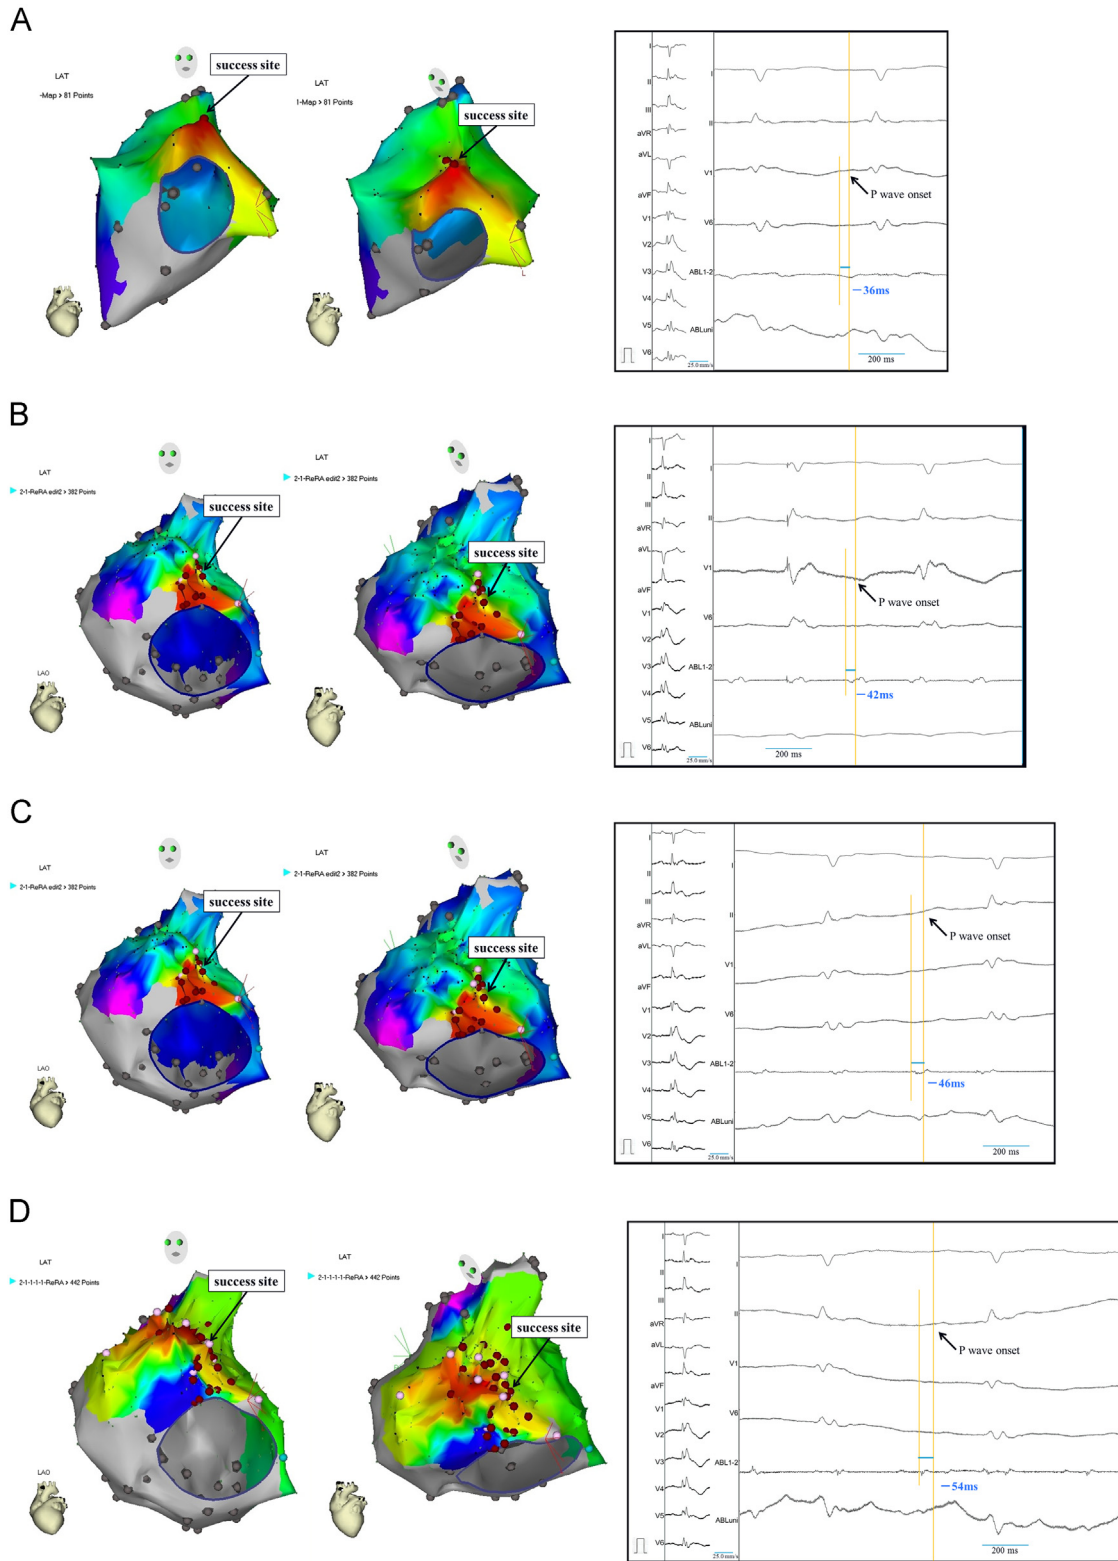 A
LAT
-Map > 81 Points
success site
LAT
I-Map > 81 Points
success site
I
II
III
aVR
aVL
aVF
V1
V2
V3
V4
V5
V6
25.0 mm/s
I
II
V1
V6
ABL1-2
ABLuni
P wave onset
—36ms
200 ms
B
LAT
2-1-ReRA edit2 > 382 Points
success site
LAO
LAT
2-1-ReRA edit2 > 382 Points
success site
I
II
III
aVR
aVL
aVF
V1
V2
V3
V4
V5
V6
25.0 mm/s
I
II
V1
V6
ABL1-2
ABLuni
P wave onset
—42ms
200 ms
C
LAT
2-1-ReRA edit2 > 382 Points
success site
LAO
LAT
2-1-ReRA edit2 > 382 Points
success site
I
II
III
aVR
aVL
aVF
V1
V2
V3
V4
V5
V6
25.0 mm/s
I
II
V1
V6
ABL1-2
ABLuni
P wave onset
—46ms
200 ms
D
LAT
2-1-1-1-1-ReRA > 442 Points
success site
LAO
LAT
2-1-1-1-1-ReRA > 442 Points
success site
I
II
III
aVR
aVL
aVF
V1
V2
V3
V4
V5
V6
25.0 mm/s
I
II
V1
V6
ABL1-2
ABLuni
P wave onset
—54ms
200 ms